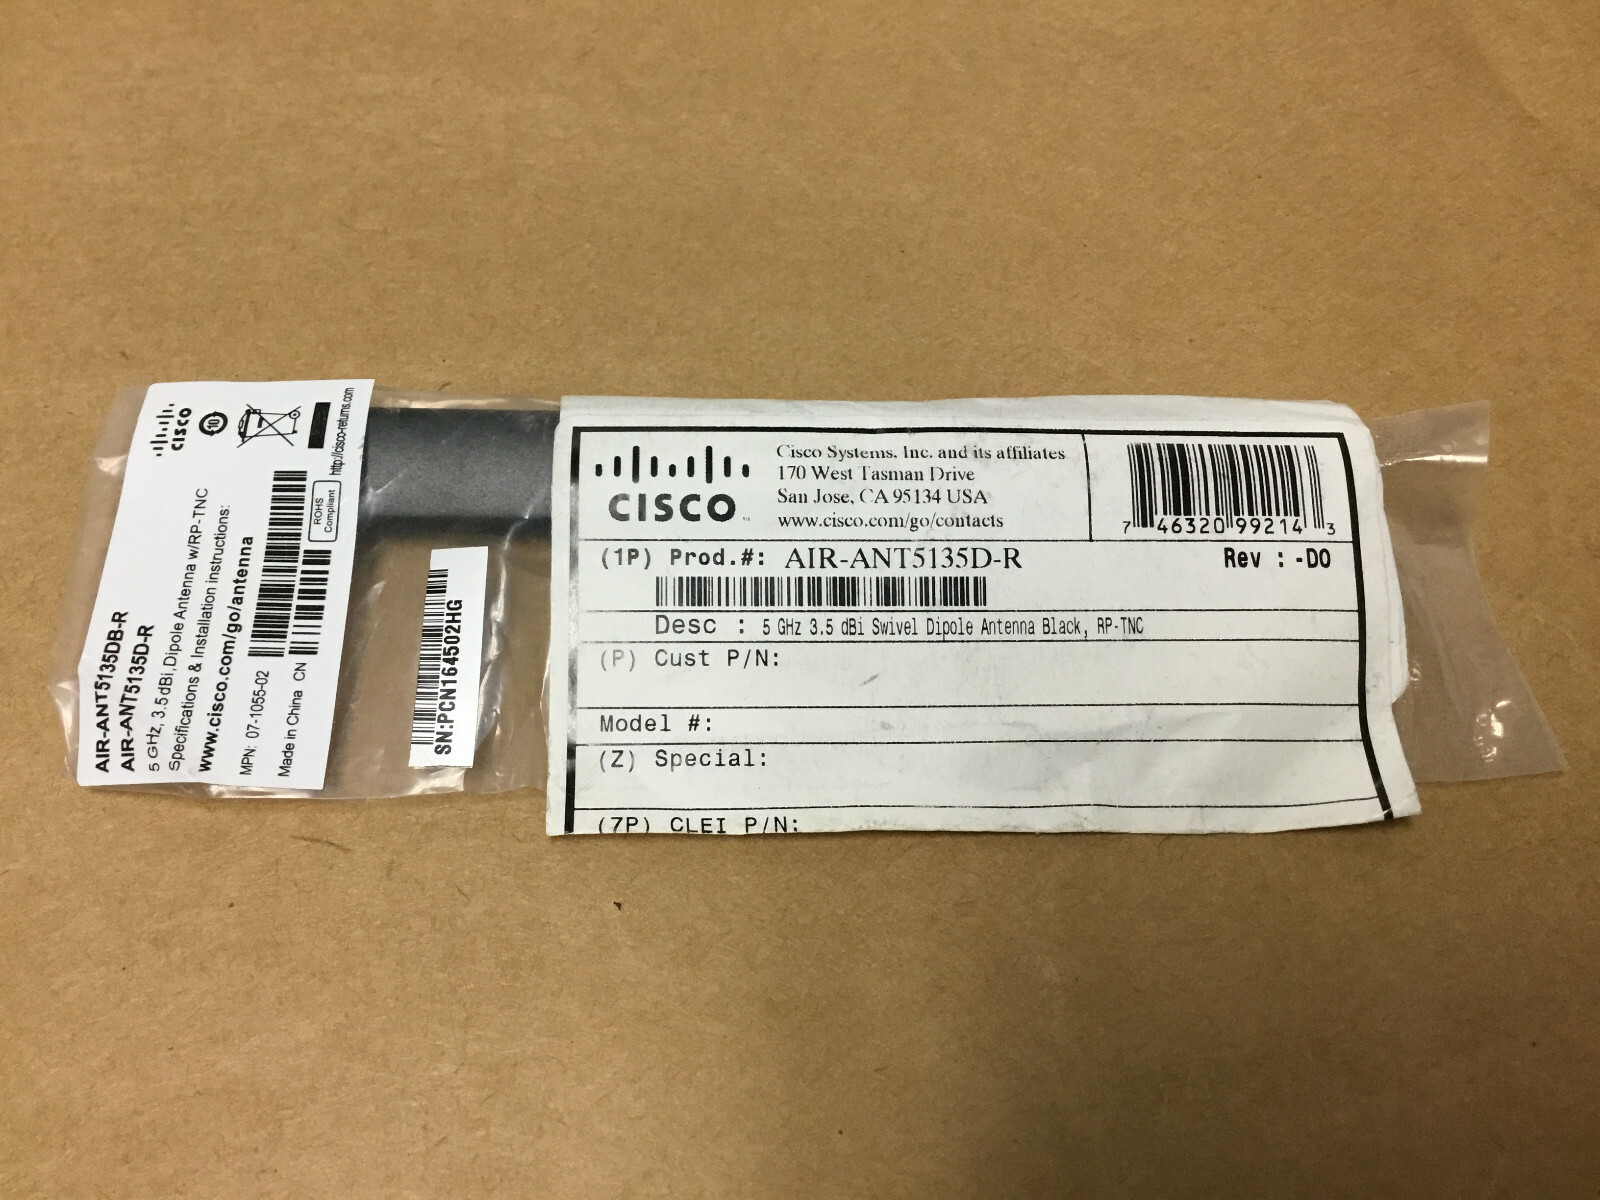 CISCO
10
http://cisco-returns.com
AIR-ANT5135DB-R
AIR-ANT5135D-R
5 GHz, 3.5 dBi, Dipole Antenna w/RP-TNC
Specifications & Installation instructions:
www.cisco.com/go/antenna
MPN: 07-1055-02
Made in China CN
ROHS
Compliant
SN:PCN164502HG
CISCO
Cisco Systems, Inc. and its affiliates
170 West Tasman Drive
San Jose, CA 95134 USA
www.cisco.com/go/contacts
7 46320 99214 3
(1P) Prod.#: AIR-ANT5135D-R
Rev : -D0
Desc : 5 GHz 3.5 dBi Swivel Dipole Antenna Black, RP-TNC
(P) Cust P/N:
Model #:
(Z) Special:
(7P) CLEI P/N: